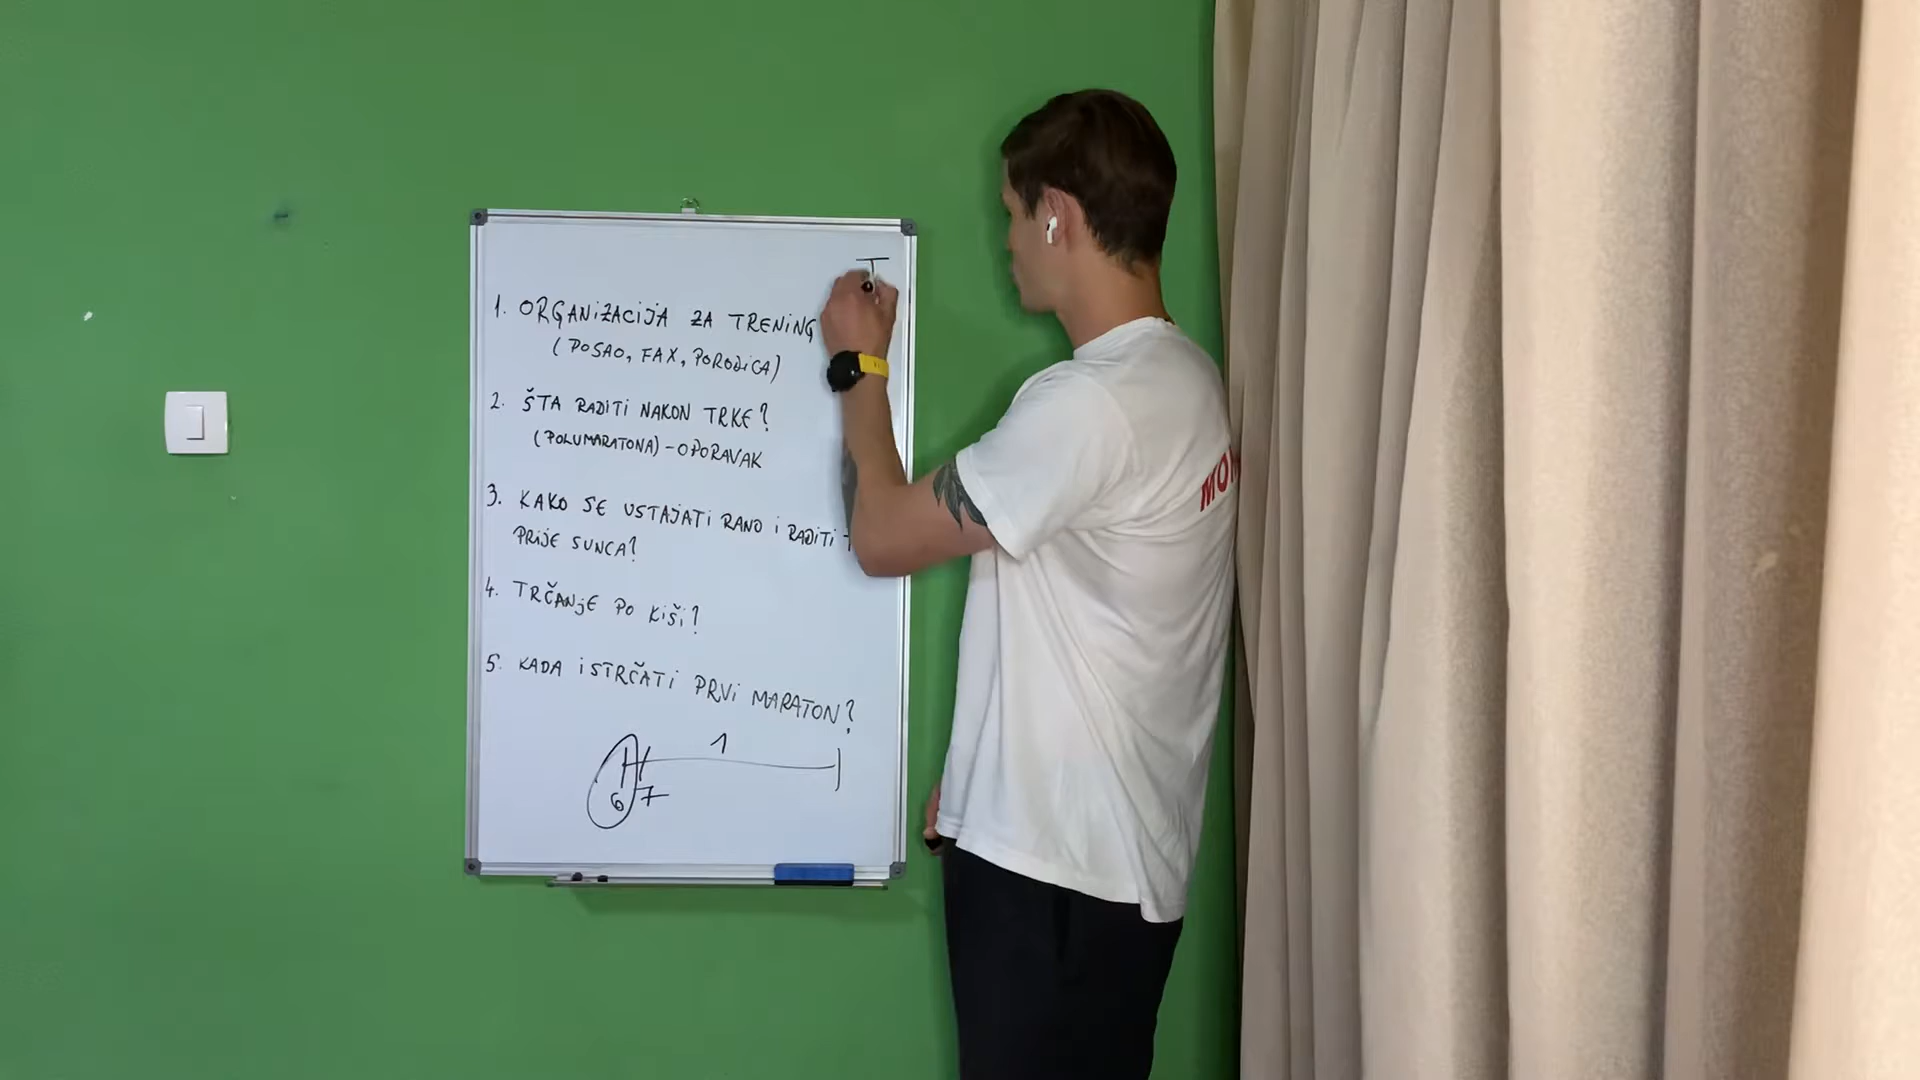 T
1. ORGANiZACiJA ZA TRENiNG
(POSAO, FAX, PORODiCA)
2. ŠTA RADITI NAKON TRKE?
(POLUMARATONA) - OPORAVAK
3. KAKO SE USTAJATi RANO i RADiTi
PRiJE SUNCA?
4. TRČANjE PO KiŠi?
5. KADA iSTRČATi PRVi MARATON?
1
6 7